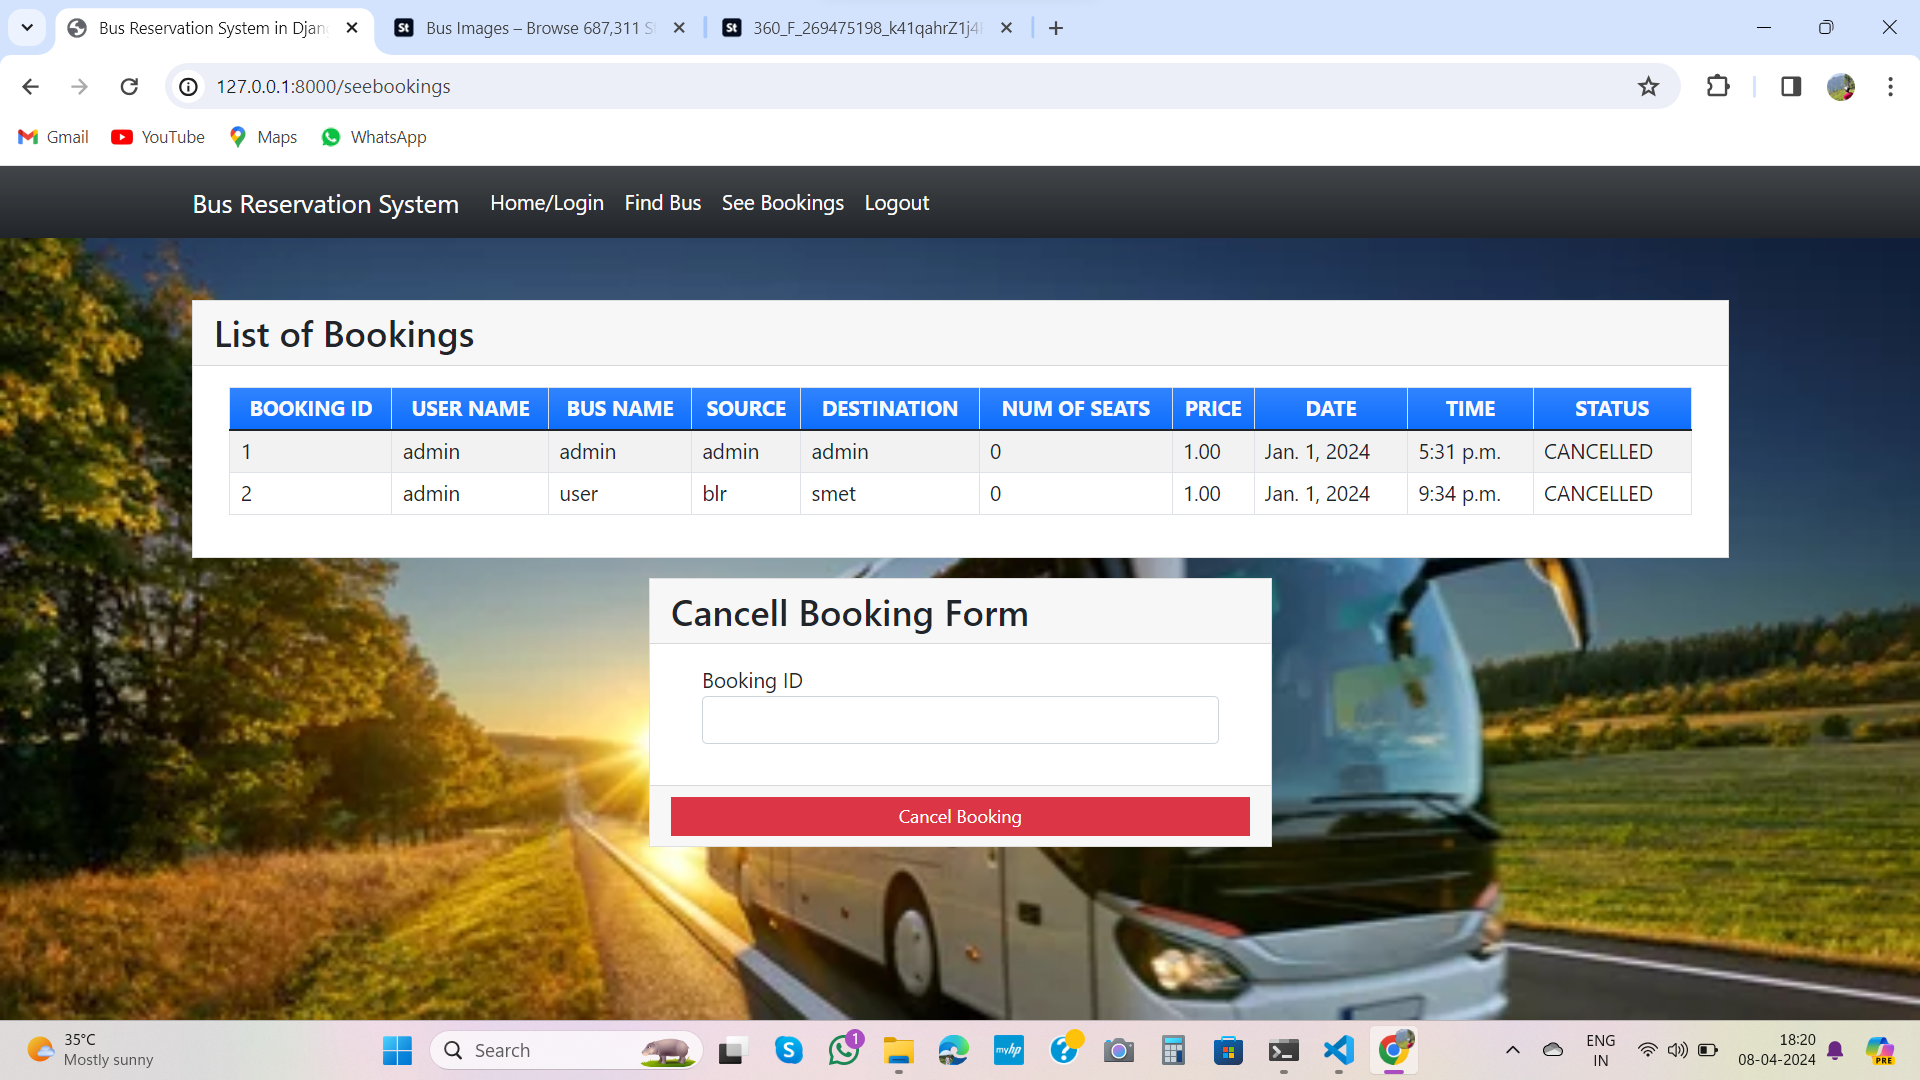 Bus Reservation System in Djan
Bus Images – Browse 687,311 S
360_F_269475198_k41qahrZ1j4
127.0.0.1:8000/seebookings
Gmail YouTube Maps WhatsApp
Bus Reservation System Home/Login Find Bus See Bookings Logout
List of Bookings
BOOKING ID USER NAME BUS NAME SOURCE DESTINATION NUM OF SEATS PRICE DATE TIME STATUS
1 admin admin admin admin 0 1.00 Jan. 1, 2024 5:31 p.m. CANCELLED
2 admin user blr smet 0 1.00 Jan. 1, 2024 9:34 p.m. CANCELLED
Cancell Booking Form
Booking ID
Cancel Booking
35°C
Mostly sunny
Search
1
myhp
ENG
IN
18:20
08-04-2024
PRE